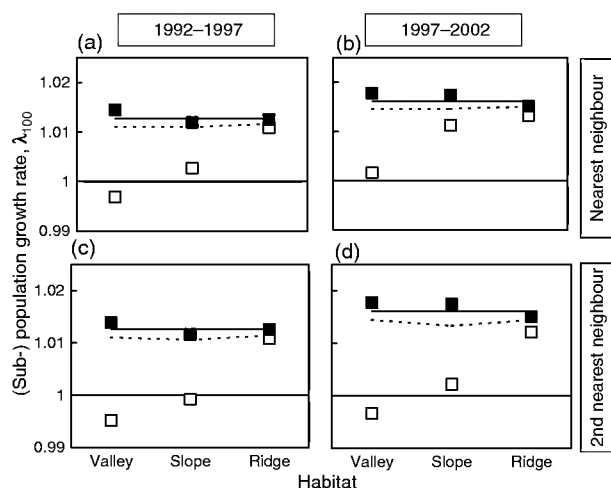 1992–1997
1997–2002
(a)
(b)
1.02
1.01
1
0.99
Nearest neighbour
(Sub-) population growth rate, λ100
(c)
(d)
1.02
1.01
1
0.99
2nd nearest neighbour
Valley Slope Ridge
Valley Slope Ridge
Habitat